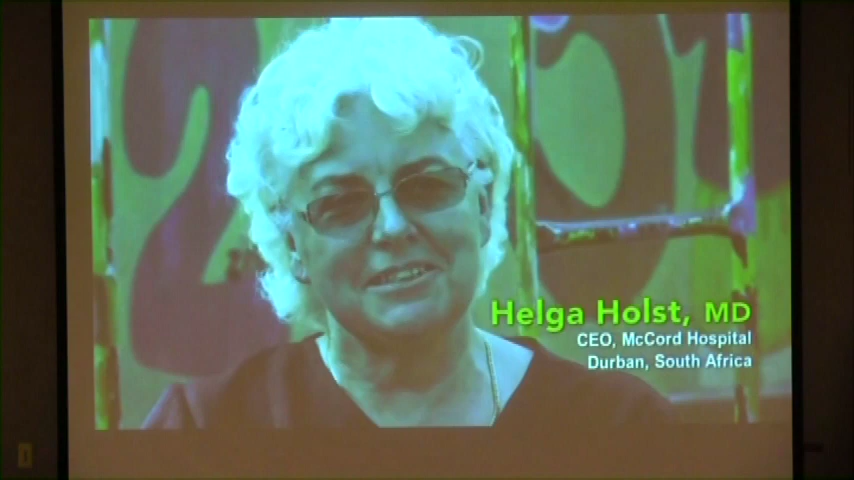 Helga Holst, MD
CEO, McCord Hospital
Durban, South Africa